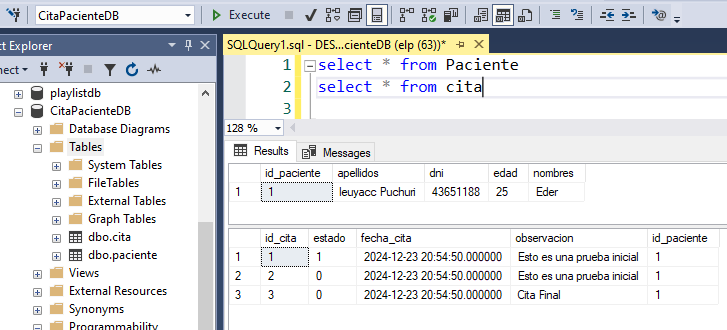 CitaPacienteDB
Execute
ct Explorer
nnect
playlistdb
CitaPacienteDB
Database Diagrams
Tables
System Tables
FileTables
External Tables
Graph Tables
dbo.cita
dbo.paciente
Views
External Resources
Synonyms
Programmability
SQLQuery1.sql - DES...cienteDB (elp (63))*
1 select * from Paciente
2 select * from cita
3
128 %
Results Messages
id_paciente apellidos dni edad nombres
1 1 leuyacc Puchuri 43651188 25 Eder
id_cita estado fecha_cita observacion id_paciente
1 1 1 2024-12-23 20:54:50.000000 Esto es una prueba inicial 1
2 2 0 2024-12-23 20:54:50.000000 Esto es una prueba inicial 1
3 3 0 2024-12-23 20:54:50.000000 Cita Final 1